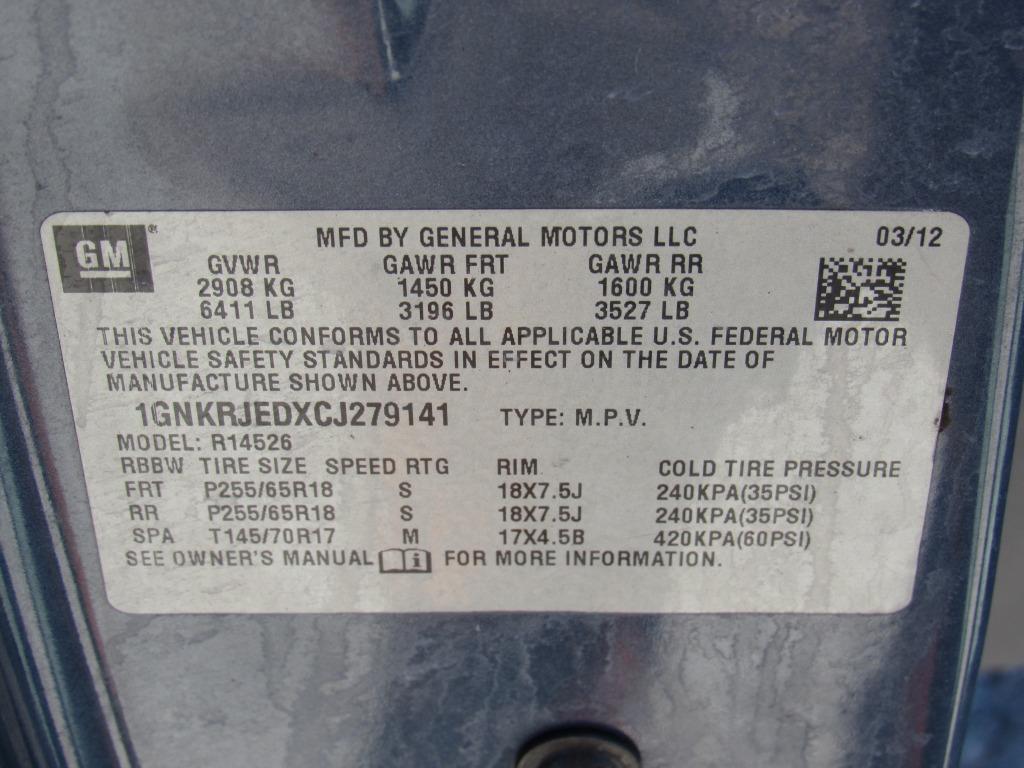 GM®
MFD BY GENERAL MOTORS LLC 03/12
GVWR GAWR FRT GAWR RR
2908 KG 1450 KG 1600 KG
6411 LB 3196 LB 3527 LB
THIS VEHICLE CONFORMS TO ALL APPLICABLE U.S. FEDERAL MOTOR
VEHICLE SAFETY STANDARDS IN EFFECT ON THE DATE OF
MANUFACTURE SHOWN ABOVE.
1GNKRJEDXCJ279141 TYPE: M.P.V.
MODEL: R14526
RBBW TIRE SIZE SPEED RTG RIM COLD TIRE PRESSURE
FRT P255/65R18 S 18X7.5J 240KPA(35PSI)
RR P255/65R18 S 18X7.5J 240KPA(35PSI)
SPA T145/70R17 M 17X4.5B 420KPA(60PSI)
SEE OWNER'S MANUAL i FOR MORE INFORMATION.